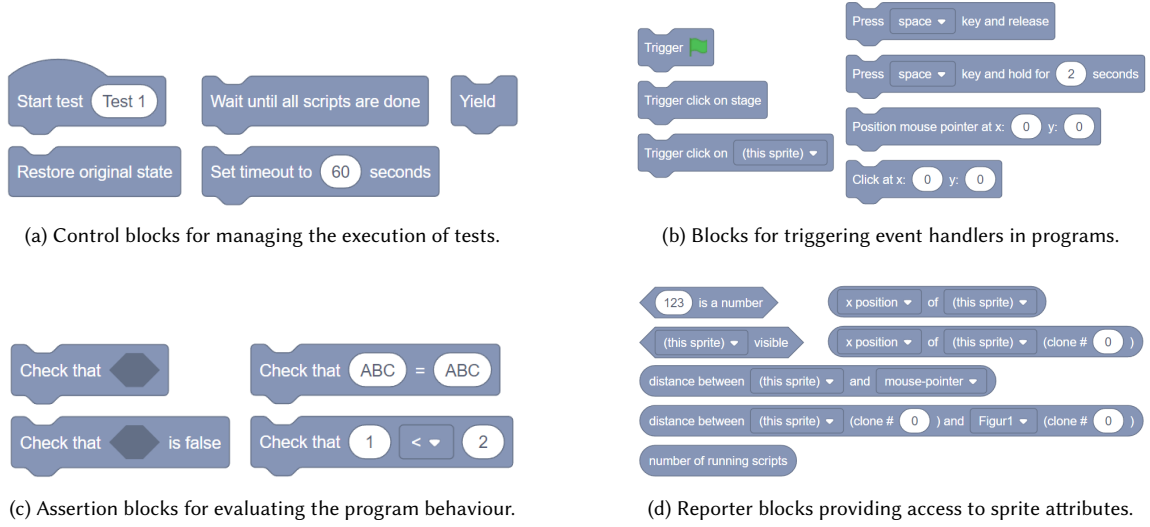 Start test Test 1
Wait until all scripts are done
Yield
Restore original state
Set timeout to 60 seconds
(a) Control blocks for managing the execution of tests.
Trigger
Trigger click on stage
Trigger click on (this sprite)
Press space key and release
Press space key and hold for 2 seconds
Position mouse pointer at x: 0 y: 0
Click at x: 0 y: 0
(b) Blocks for triggering event handlers in programs.
Check that
Check that ABC = ABC
Check that is false
Check that 1 < 2
(c) Assertion blocks for evaluating the program behaviour.
123 is a number
x position of (this sprite)
(this sprite) visible
x position of (this sprite) (clone # 0 )
distance between (this sprite) and mouse-pointer
distance between (this sprite) (clone # 0 ) and Figur1 (clone # 0 )
number of running scripts
(d) Reporter blocks providing access to sprite attributes.